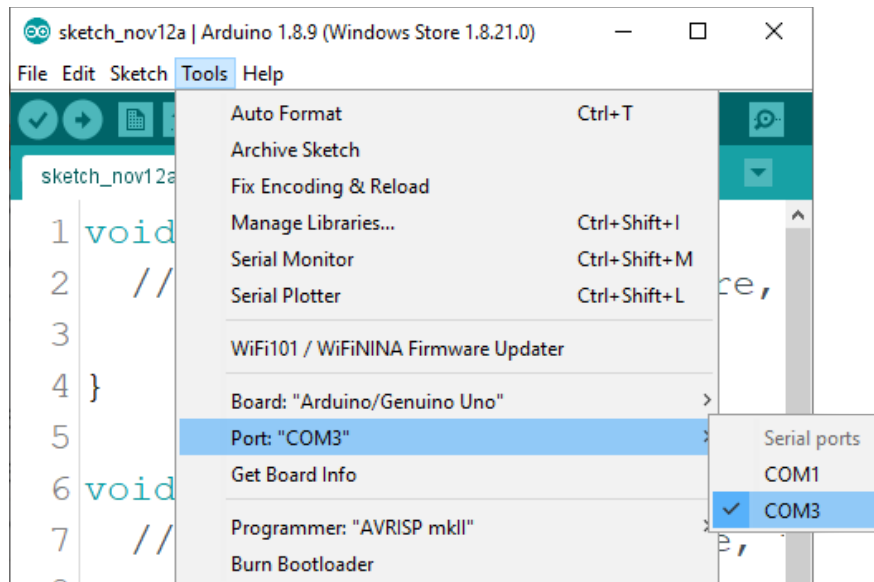 sketch_nov12a | Arduino 1.8.9 (Windows Store 1.8.21.0)
File Edit Sketch Tools Help
sketch_nov12a
Auto Format Ctrl+T
Archive Sketch
Fix Encoding & Reload
Manage Libraries... Ctrl+Shift+I
Serial Monitor Ctrl+Shift+M
Serial Plotter Ctrl+Shift+L
WiFi101 / WiFiNINA Firmware Updater
Board: "Arduino/Genuino Uno"
Port: "COM3"
Get Board Info
Programmer: "AVRISP mkII"
Burn Bootloader
Serial ports
COM1
COM3
1 void
2 // re,
3
4 }
5
6 void
7 //